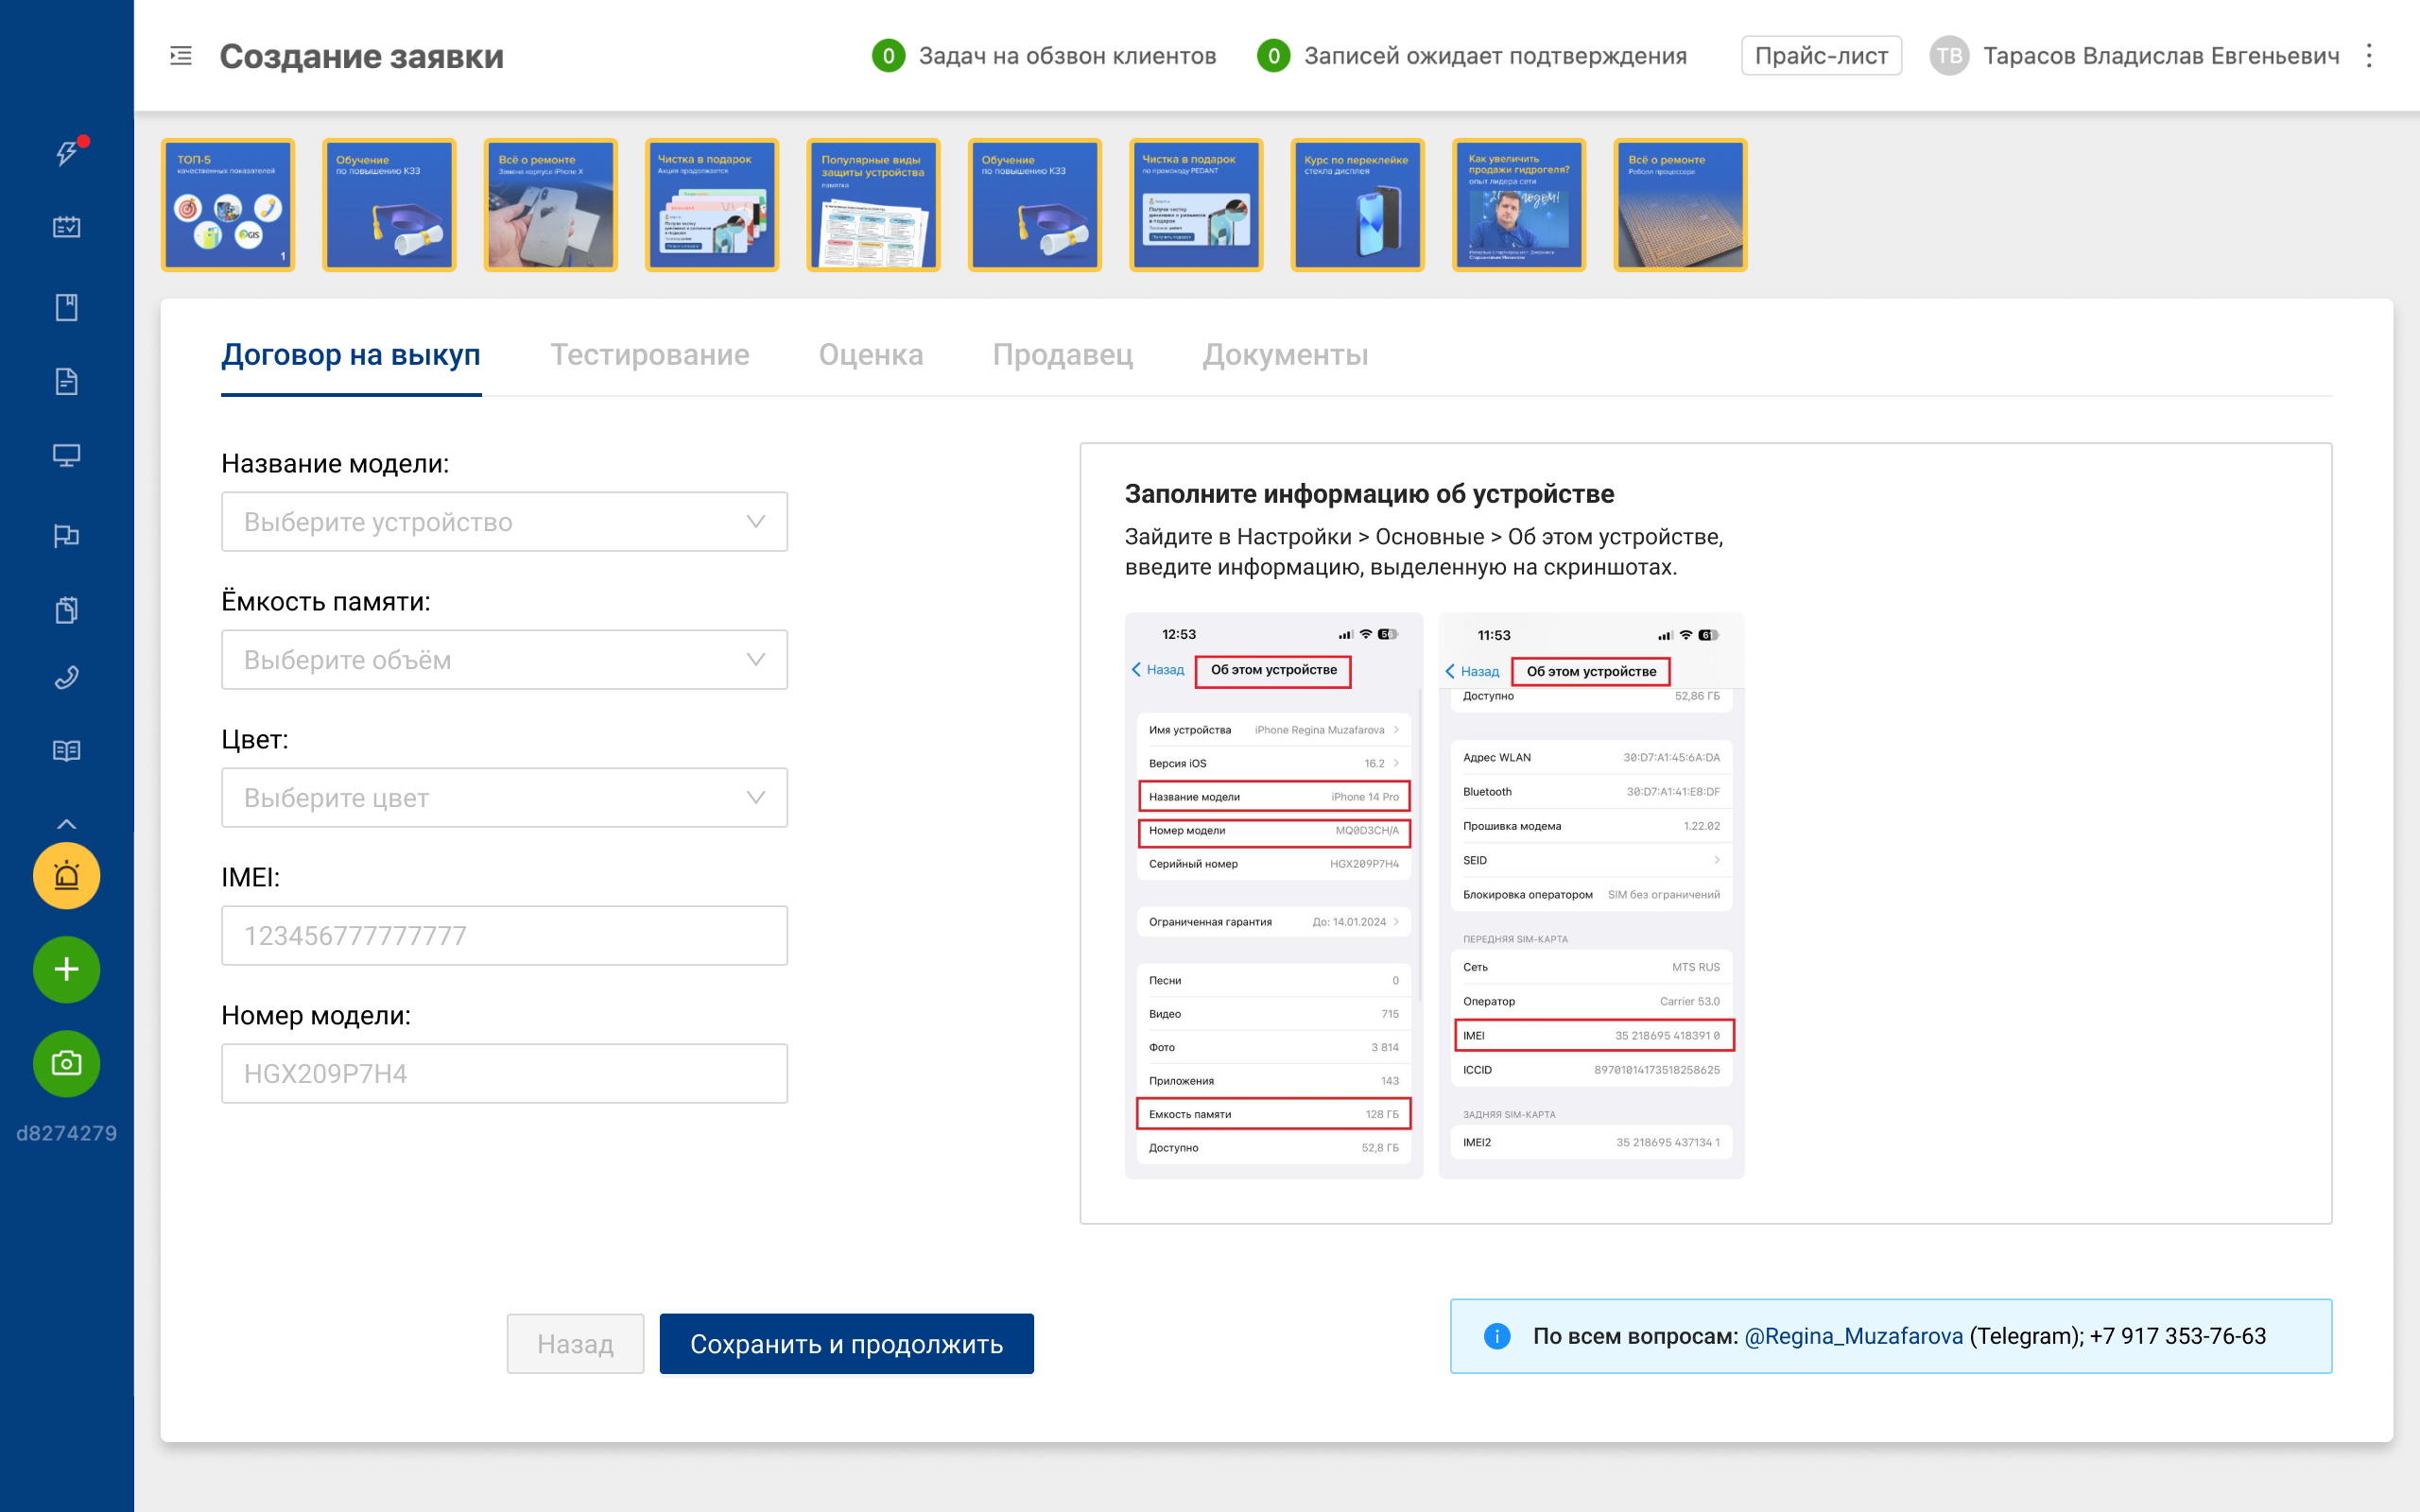 Создание заявки
0 Задач на обзвон клиентов
0 Записей ожидает подтверждения
Прайс-лист
ТВ Тарасов Владислав Евгеньевич
ТОП-5
качественных показателей
1
Обучение
по повышению КЗЗ
Всё о ремонте
Замена корпуса iPhone X
Чистка в подарок
Акция продолжается
Популярные виды
защиты устройства
памятка
Обучение
по повышению КЗЗ
Чистка в подарок
по промокоду PEDANT
Курс по переклейке
стекла дисплея
Как увеличить
продажи гидрогеля?
опыт лидера сети
Всё о ремонте
Реболл процессора
Договор на выкуп
Тестирование
Оценка
Продавец
Документы
Название модели:
Выберите устройство
Ёмкость памяти:
Выберите объём
Цвет:
Выберите цвет
IMEI:
123456777777777
Номер модели:
HGX209P7H4
Заполните информацию об устройстве
Зайдите в Настройки > Основные > Об этом устройстве,
введите информацию, выделенную на скриншотах.
12:53
56
Назад Об этом устройстве
Имя устройства iPhone Regina Muzafarova
Версия iOS 16.2
Название модели iPhone 14 Pro
Номер модели MQ0D3CH/A
Серийный номер HGX209P7H4
Ограниченная гарантия До: 14.01.2024
Песни 0
Видео 715
Фото 3 814
Приложения 143
Емкость памяти 128 ГБ
Доступно 52,8 ГБ
11:53
61
Назад Об этом устройстве
Доступно 52,86 ГБ
Адрес WLAN 30:D7:A1:45:6A:DA
Bluetooth 30:D7:A1:41:E8:DF
Прошивка модема 1.22.02
SEID
Блокировка оператором SIM без ограничений
ПЕРЕДНЯЯ SIM-КАРТА
Сеть MTS RUS
Оператор Carrier 53.0
IMEI 35 218695 418391 0
ICCID 89701014173518258625
ЗАДНЯЯ SIM-КАРТА
IMEI2 35 218695 437134 1
Назад
Сохранить и продолжить
По всем вопросам: @Regina_Muzafarova (Telegram); +7 917 353-76-63
d8274279